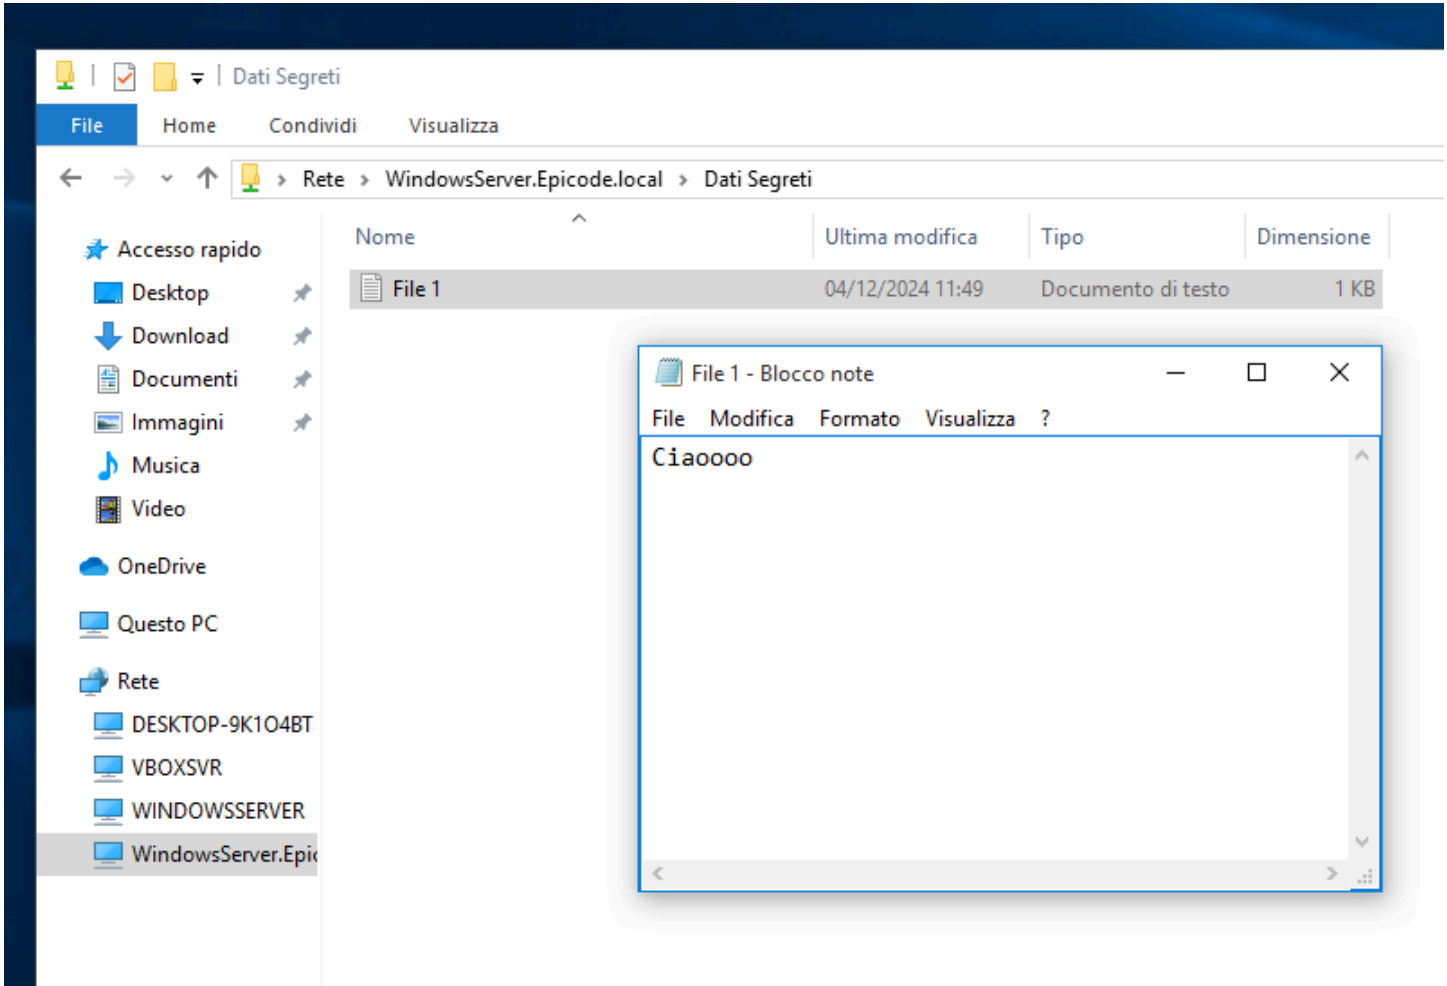 Dati Segreti
File Home Condividi Visualizza
Rete WindowsServer.Epicode.local Dati Segreti
Nome Ultima modifica Tipo Dimensione
File 1 04/12/2024 11:49 Documento di testo 1 KB
Accesso rapido
Desktop
Download
Documenti
Immagini
Musica
Video
OneDrive
Questo PC
Rete
DESKTOP-9K1O4BT
VBOXSVR
WINDOWSSERVER
WindowsServer.Epic
File 1 - Blocco note
File Modifica Formato Visualizza ?
Ciaoooo